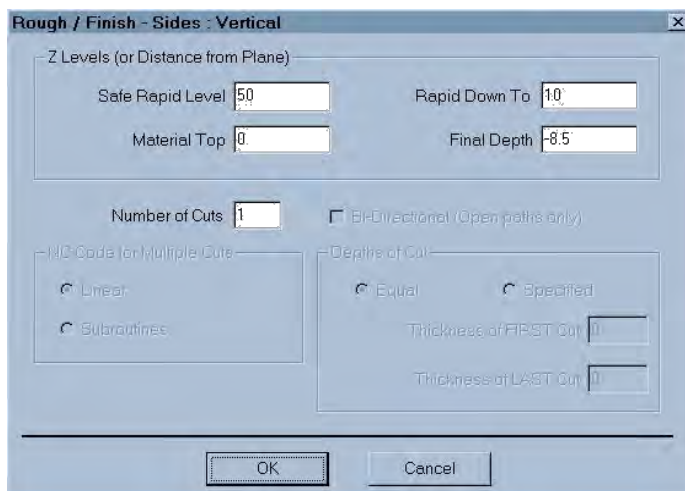 Rough / Finish - Sides : Vertical
Z Levels (or Distance from Plane)
Safe Rapid Level 50 Rapid Down To 10
Material Top 0 Final Depth -8.5
Number of Cuts 1 Bi-Directional (Open paths only)
NC Code for Multiple Cuts Depths of Cut
Linear Equal Specified
Subroutines Thickness of FIRST Cut 0
Thickness of LAST Cut 0
OK Cancel